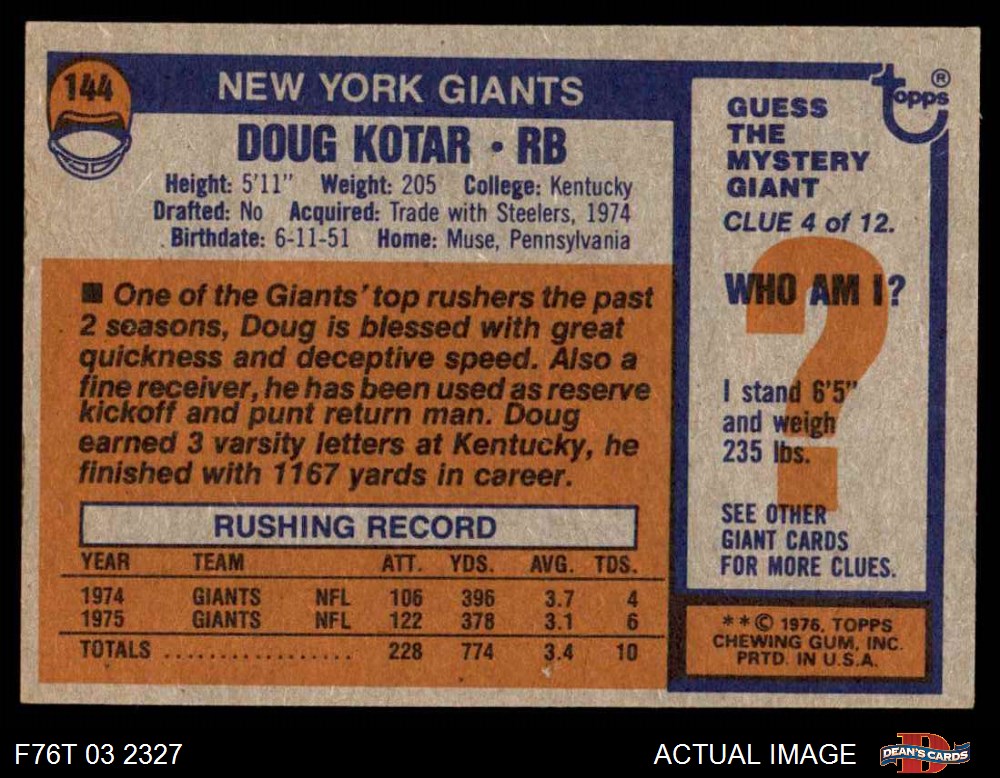 144
NEW YORK GIANTS
DOUG KOTAR • RB
Height: 5'11" Weight: 205 College: Kentucky
Drafted: No Acquired: Trade with Steelers, 1974
Birthdate: 6-11-51 Home: Muse, Pennsylvania
■ One of the Giants' top rushers the past
2 seasons, Doug is blessed with great
quickness and deceptive speed. Also a
fine receiver, he has been used as reserve
kickoff and punt return man. Doug
earned 3 varsity letters at Kentucky, he
finished with 1167 yards in career.
RUSHING RECORD
YEAR TEAM ATT. YDS. AVG. TDS.
1974 GIANTS NFL 106 396 3.7 4
1975 GIANTS NFL 122 378 3.1 6
TOTALS .................. 228 774 3.4 10
topps ®
GUESS
THE
MYSTERY
GIANT
CLUE 4 of 12.
WHO AM I?
?
I stand 6'5"
and weigh
235 lbs.
SEE OTHER
GIANT CARDS
FOR MORE CLUES.
* * © 1976, TOPPS
CHEWING GUM, INC.
PRTD. IN U.S.A.
F76T 03 2327
ACTUAL IMAGE
D
DEAN'S CARDS